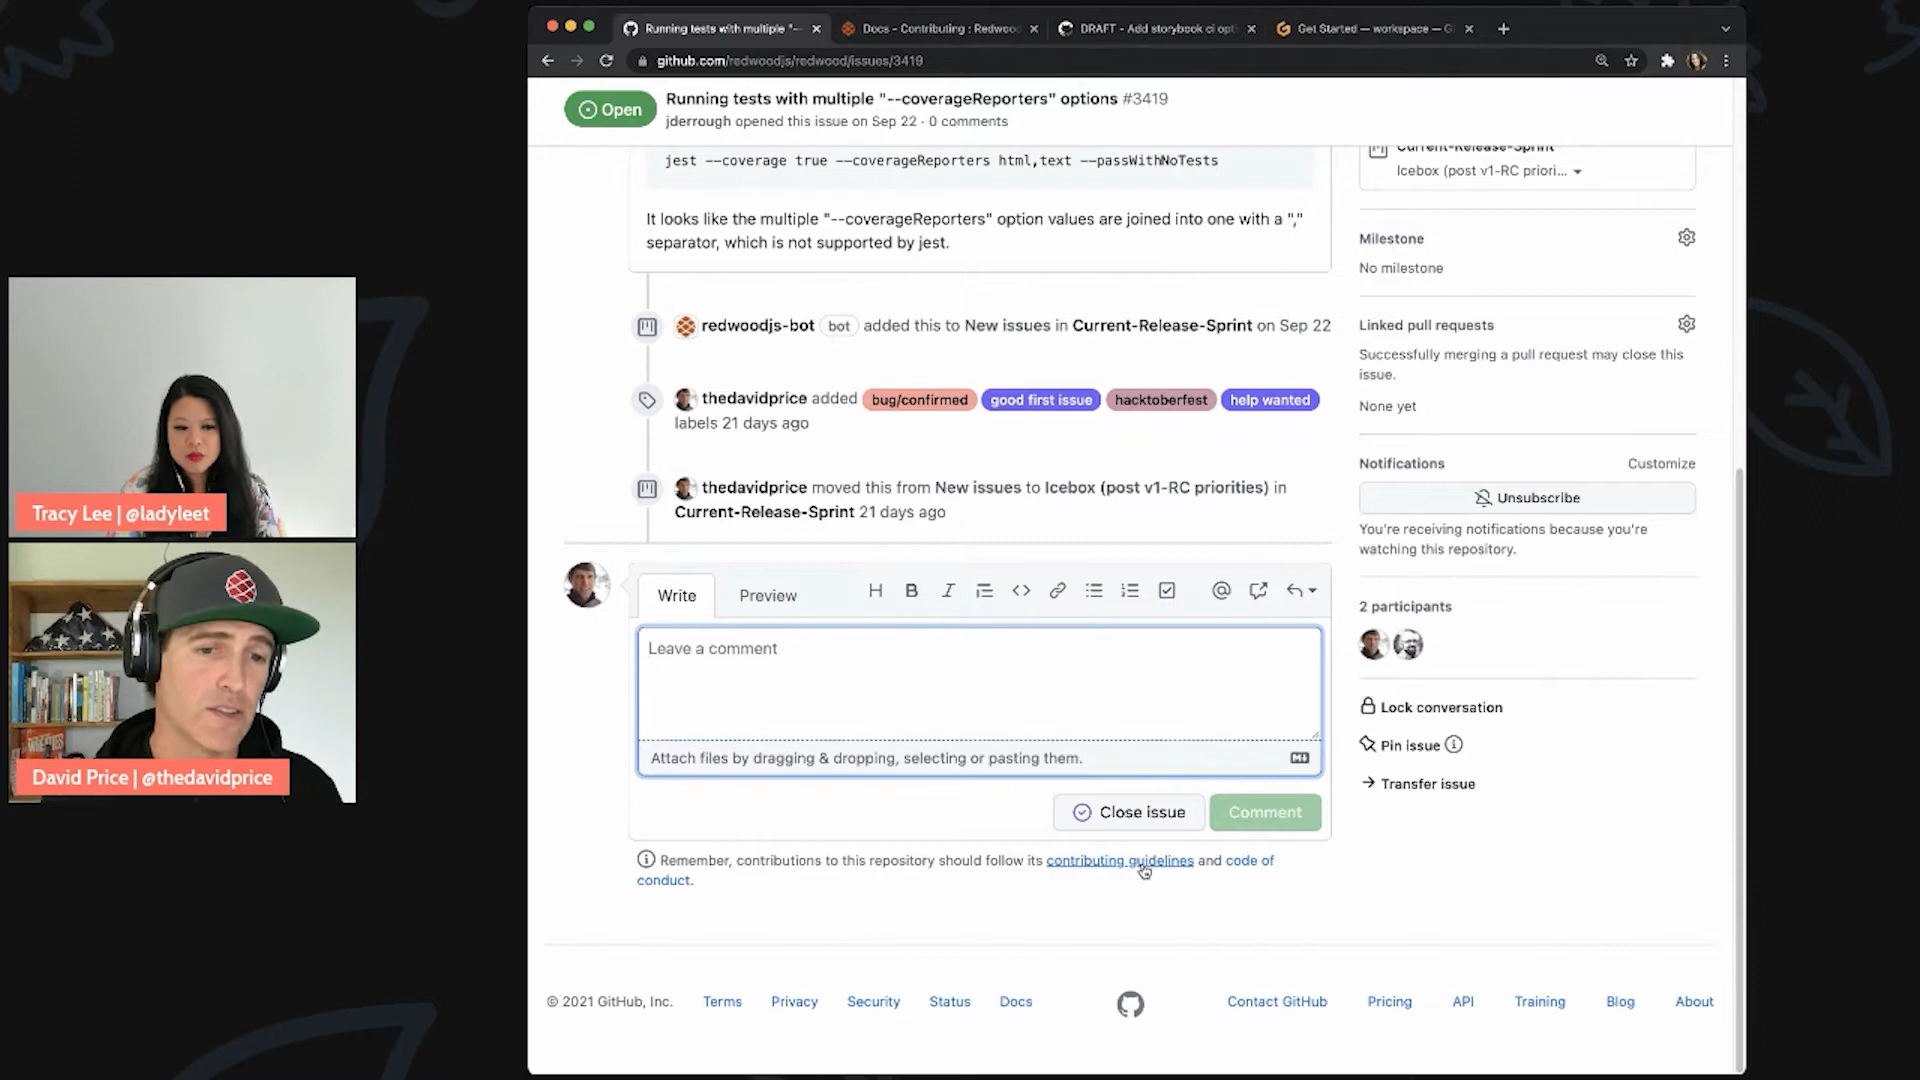 Running tests with multiple "--
Docs - Contributing : Redwood
DRAFT - Add storybook ci opti
Get Started — workspace — G
github.com/redwoodjs/redwood/issues/3419
Open
Running tests with multiple "--coverageReporters" options #3419
jderrough opened this issue on Sep 22 · 0 comments
jest --coverage true --coverageReporters html,text --passWithNoTests
It looks like the multiple "--coverageReporters" option values are joined into one with a ","
separator, which is not supported by jest.
redwoodjs-bot bot added this to New issues in Current-Release-Sprint on Sep 22
thedavidprice added bug/confirmed good first issue hacktoberfest help wanted
labels 21 days ago
thedavidprice moved this from New issues to Icebox (post v1-RC priorities) in
Current-Release-Sprint 21 days ago
Write
Preview
Leave a comment
Attach files by dragging & dropping, selecting or pasting them.
Close issue
Comment
Remember, contributions to this repository should follow its contributing guidelines and code of
conduct.
Current-Release-Sprint
Icebox (post v1-RC priori...
Milestone
No milestone
Linked pull requests
Successfully merging a pull request may close this
issue.
None yet
Notifications
Customize
Unsubscribe
You're receiving notifications because you're
watching this repository.
2 participants
Lock conversation
Pin issue
Transfer issue
© 2021 GitHub, Inc.
Terms
Privacy
Security
Status
Docs
Contact GitHub
Pricing
API
Training
Blog
About
Tracy Lee | @ladyleet
WHEATIES
David Price | @thedavidprice